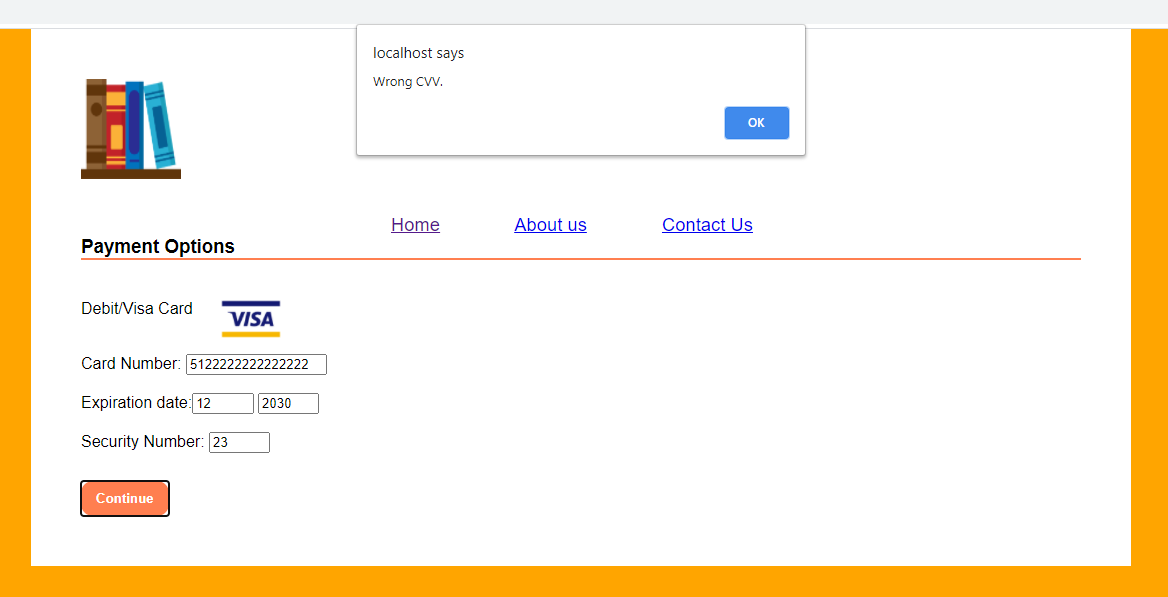 localhost says
Wrong CVV.
OK
Home About us Contact Us
Payment Options
Debit/Visa Card VISA
Card Number: 5122222222222222
Expiration date: 12 2030
Security Number: 23
Continue